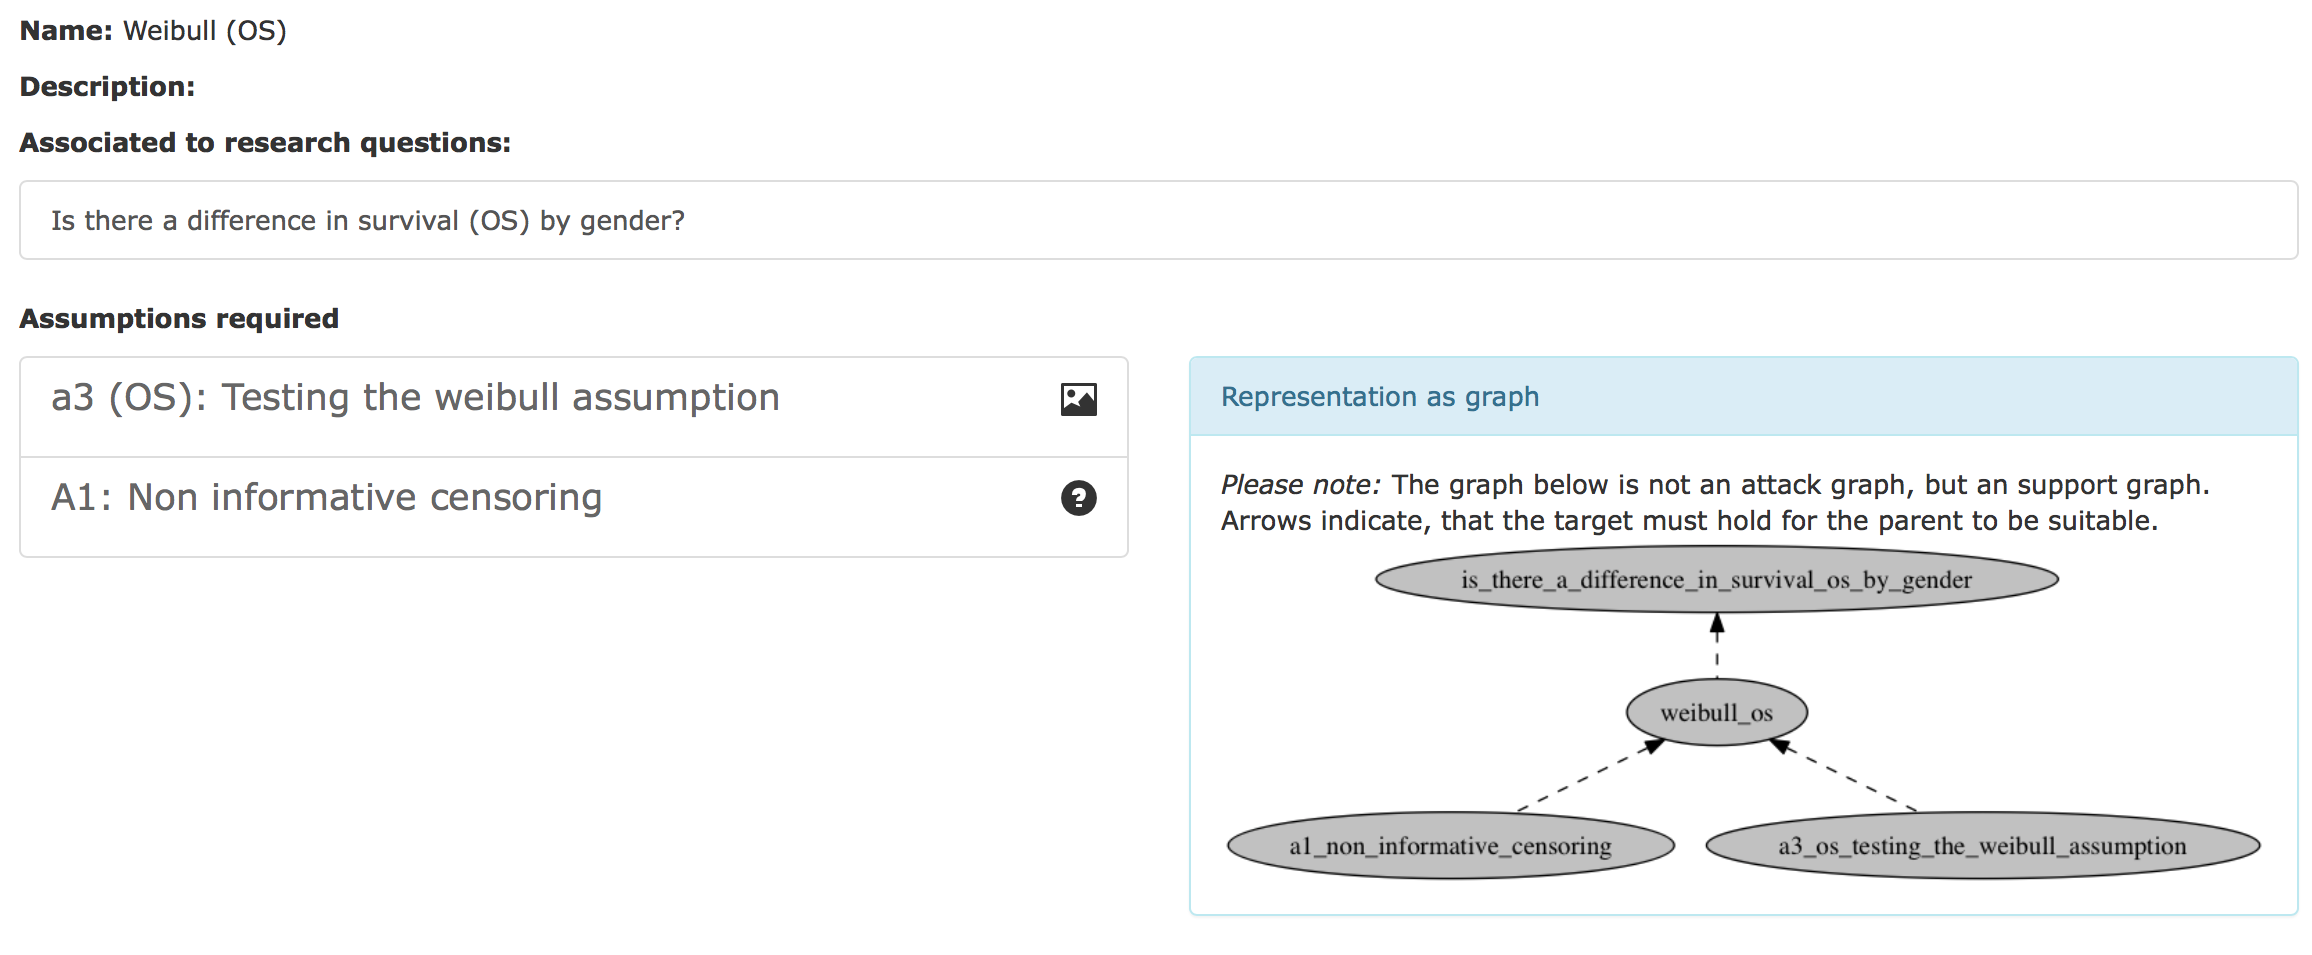 Name: Weibull (OS)
Description:
Associated to research questions:
Is there a difference in survival (OS) by gender?
Assumptions required
a3 (OS): Testing the weibull assumption
A1: Non informative censoring
?
Representation as graph
Please note: The graph below is not an attack graph, but an support graph.
Arrows indicate, that the target must hold for the parent to be suitable.
is_there_a_difference_in_survival_os_by_gender
weibull_os
a1_non_informative_censoring
a3_os_testing_the_weibull_assumption